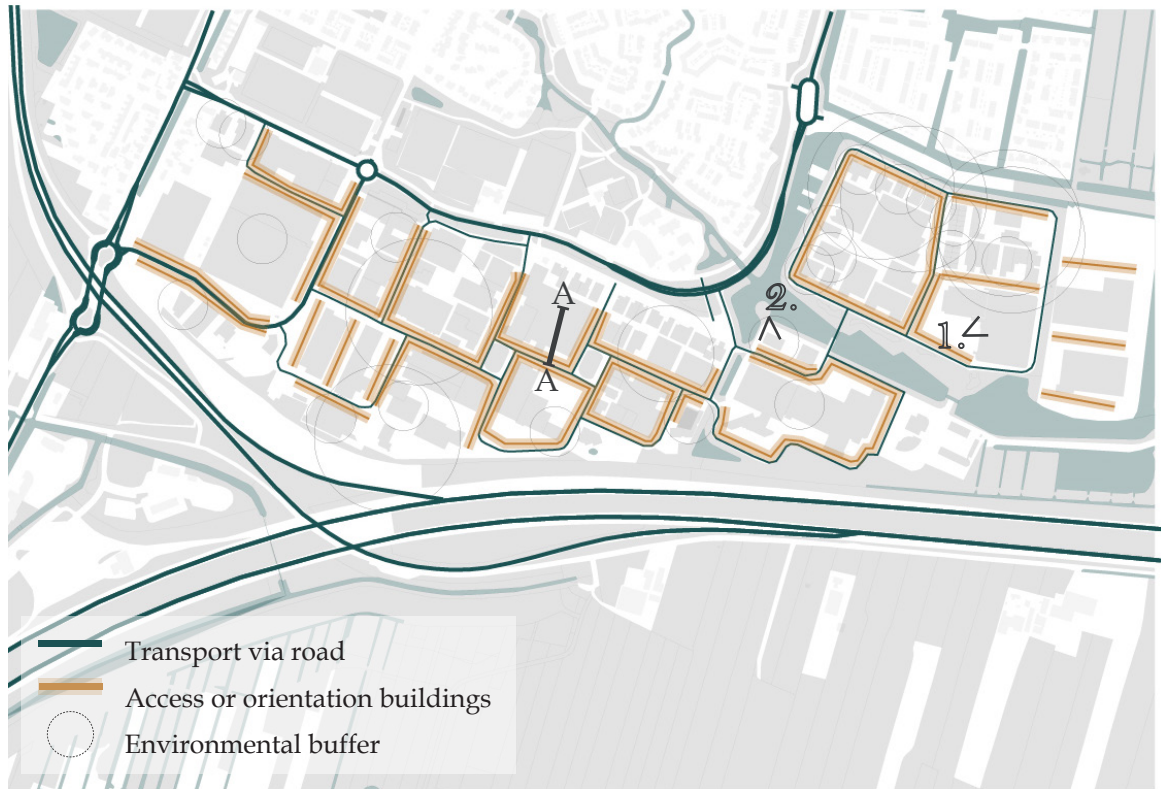 2.
A
1.
A
Transport via road
Access or orientation buildings
Environmental buffer